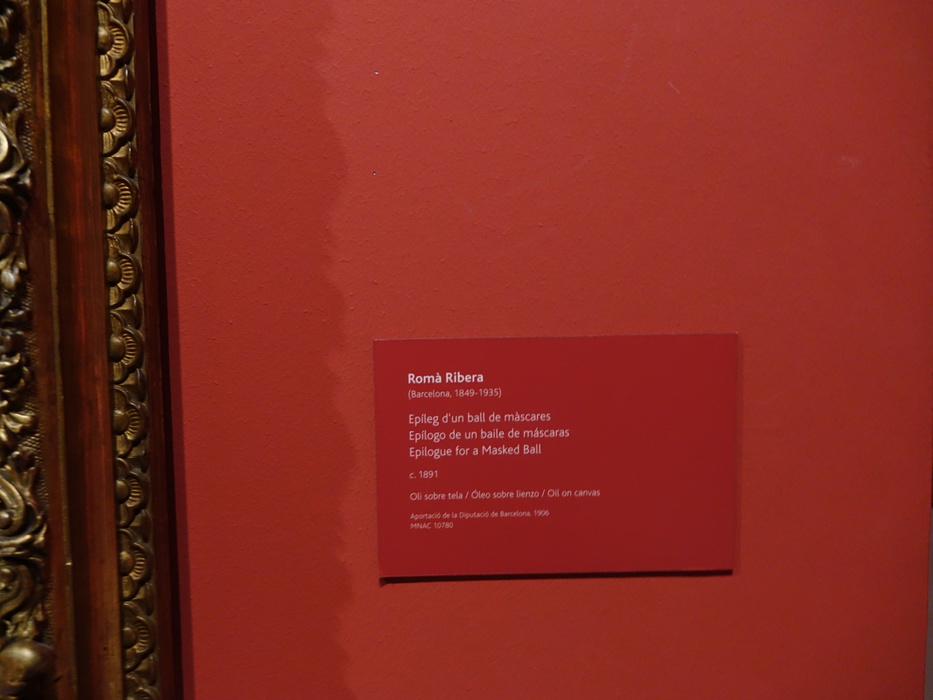 Romà Ribera
(Barcelona, 1849-1935)
Epíleg d'un ball de màscares
Epílogo de un baile de máscaras
Epilogue for a Masked Ball
c. 1891
Oli sobre tela / Óleo sobre lienzo / Oil on canvas
Aportació de la Diputació de Barcelona, 1906
MNAC 10780